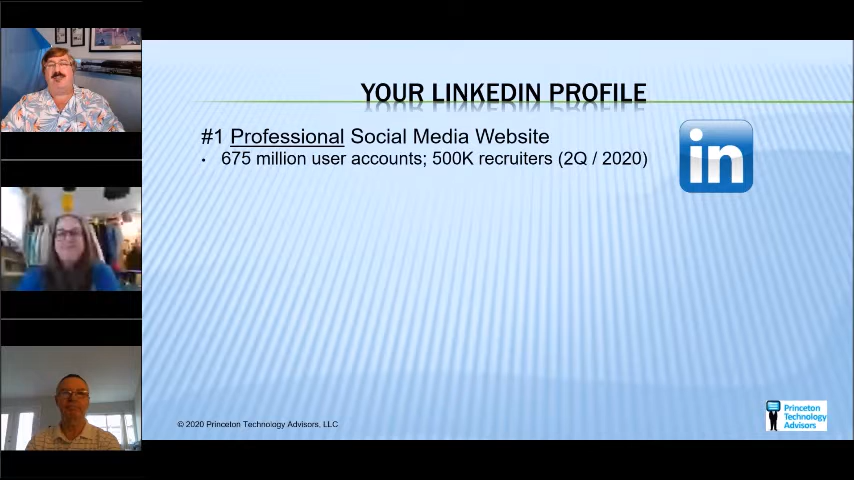 YOUR LINKEDIN PROFILE
#1 Professional Social Media Website
• 675 million user accounts; 500K recruiters (2Q / 2020)
in
© 2020 Princeton Technology Advisors, LLC
Princeton
Technology
Advisors